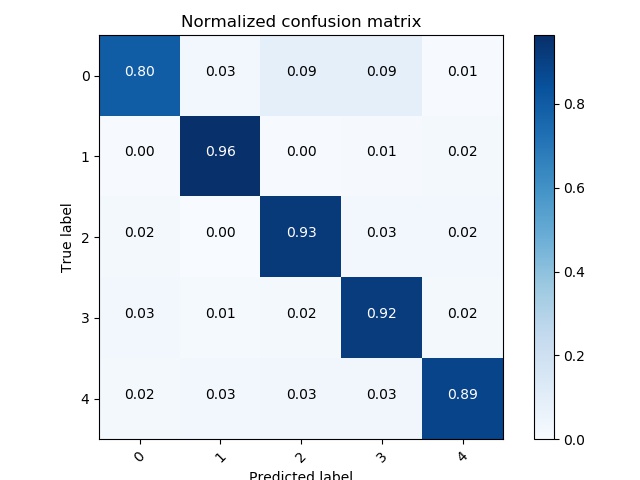 Normalized confusion matrix
True label
0 0.80 0.03 0.09 0.09 0.01
1 0.00 0.96 0.00 0.01 0.02
2 0.02 0.00 0.93 0.03 0.02
3 0.03 0.01 0.02 0.92 0.02
4 0.02 0.03 0.03 0.03 0.89
0 1 2 3 4
Predicted label
0.8
0.6
0.4
0.2
0.0